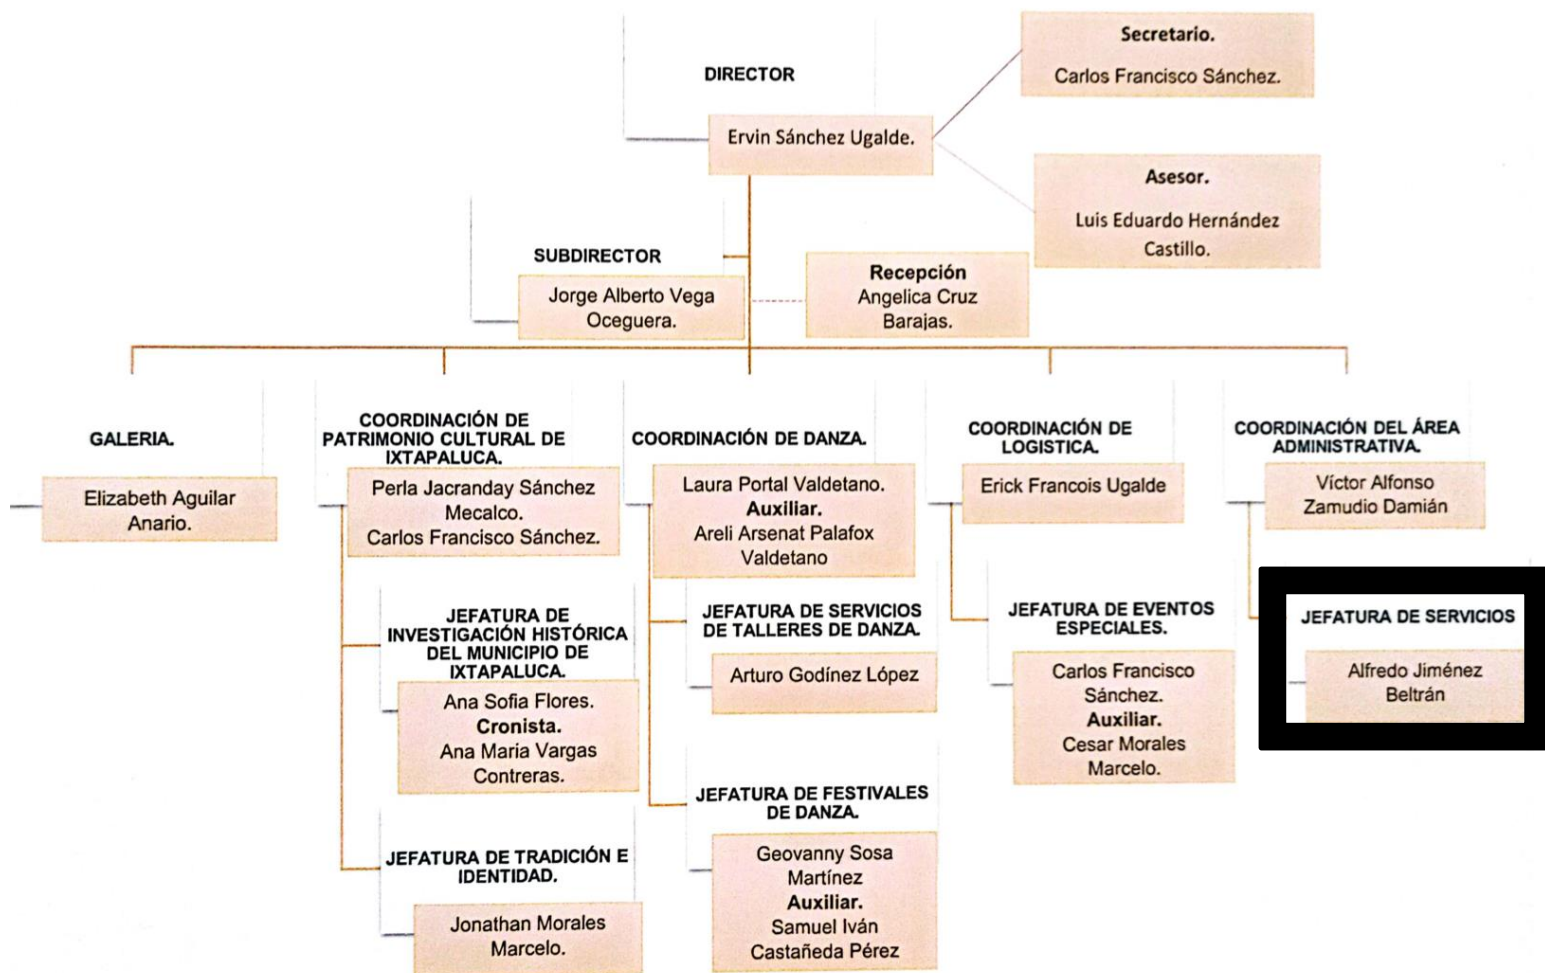 DIRECTOR
Ervin Sánchez Ugalde.
Secretario.
Carlos Francisco Sánchez.
Asesor.
Luis Eduardo Hernández
Castillo.
SUBDIRECTOR
Jorge Alberto Vega
Oceguera.
Recepción
Angelica Cruz
Barajas.
GALERIA.
Elizabeth Aguilar
Anario.
COORDINACIÓN DE
PATRIMONIO CULTURAL DE
IXTAPALUCA.
Perla Jacranday Sánchez
Mecalco.
Carlos Francisco Sánchez.
JEFATURA DE
INVESTIGACIÓN HISTÓRICA
DEL MUNICIPIO DE
IXTAPALUCA.
Ana Sofia Flores.
Cronista.
Ana Maria Vargas
Contreras.
JEFATURA DE TRADICIÓN E
IDENTIDAD.
Jonathan Morales
Marcelo.
COORDINACIÓN DE DANZA.
Laura Portal Valdetano.
Auxiliar.
Areli Arsenat Palafox
Valdetano
JEFATURA DE SERVICIOS
DE TALLERES DE DANZA.
Arturo Godínez López
JEFATURA DE FESTIVALES
DE DANZA.
Geovanny Sosa
Martínez
Auxiliar.
Samuel Iván
Castañeda Pérez
COORDINACIÓN DE
LOGISTICA.
Erick Francois Ugalde
JEFATURA DE EVENTOS
ESPECIALES.
Carlos Francisco
Sánchez.
Auxiliar.
Cesar Morales
Marcelo.
COORDINACIÓN DEL ÁREA
ADMINISTRATIVA.
Víctor Alfonso
Zamudio Damián
JEFATURA DE SERVICIOS
Alfredo Jiménez
Beltrán